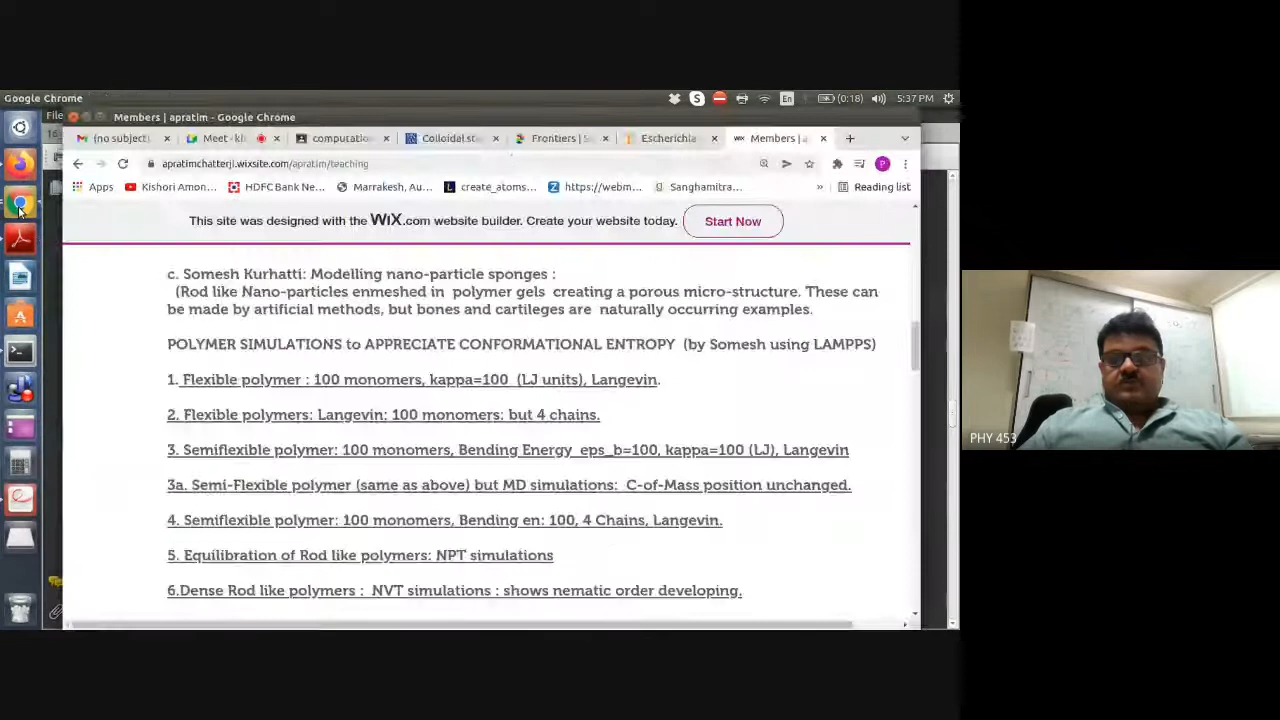 Google Chrome
En
(0:18)
5:37 PM
File
Members | apratim - Google Chrome
(no subject)
Meet - kl
computation
Colloidal st
Frontiers | S
Escherichia
Members | a
apratimchatterji.wixsite.com/apratim/teaching
Apps
Kishori Amon...
HDFC Bank Ne...
Marrakesh, Au...
create_atoms...
https://webm...
Sanghamitra...
»
Reading list
This site was designed with the WiX.com website builder. Create your website today.
Start Now
c. Somesh Kurhatti: Modelling nano-particle sponges :
(Rod like Nano-particles enmeshed in polymer gels creating a porous micro-structure. These can
be made by artificial methods, but bones and cartileges are naturally occurring examples.
POLYMER SIMULATIONS to APPRECIATE CONFORMATIONAL ENTROPY (by Somesh using LAMPPS)
1. Flexible polymer : 100 monomers, kappa=100 (LJ units), Langevin.
2. Flexible polymers: Langevin; 100 monomers: but 4 chains.
3. Semiflexible polymer: 100 monomers, Bending Energy eps_b=100, kappa=100 (LJ), Langevin
3a. Semi-Flexible polymer (same as above) but MD simulations: C-of-Mass position unchanged.
4. Semiflexible polymer: 100 monomers, Bending en: 100, 4 Chains, Langevin.
5. Equilibration of Rod like polymers: NPT simulations
6.Dense Rod like polymers : NVT simulations : shows nematic order developing.
PHY 453